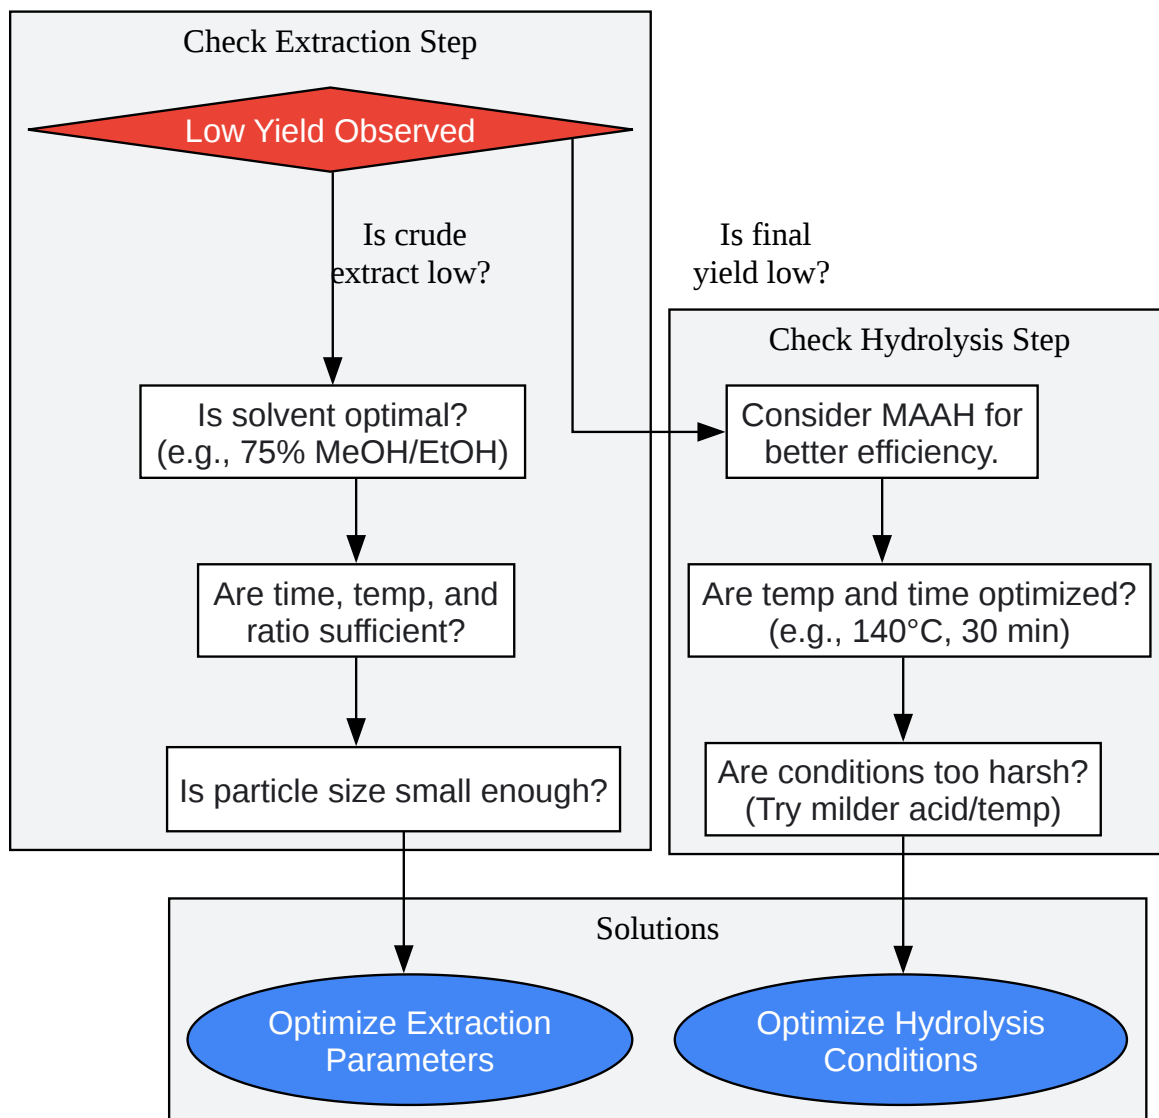 Check Extraction Step
Low Yield Observed
Is crude
extract low?
Is final
yield low?
Check Hydrolysis Step
Is solvent optimal?
(e.g., 75% MeOH/EtOH)
Consider MAAH for
better efficiency.
Are time, temp, and
ratio sufficient?
Are temp and time optimized?
(e.g., 140°C, 30 min)
Is particle size small enough?
Are conditions too harsh?
(Try milder acid/temp)
Solutions
Optimize Extraction
Parameters
Optimize Hydrolysis
Conditions